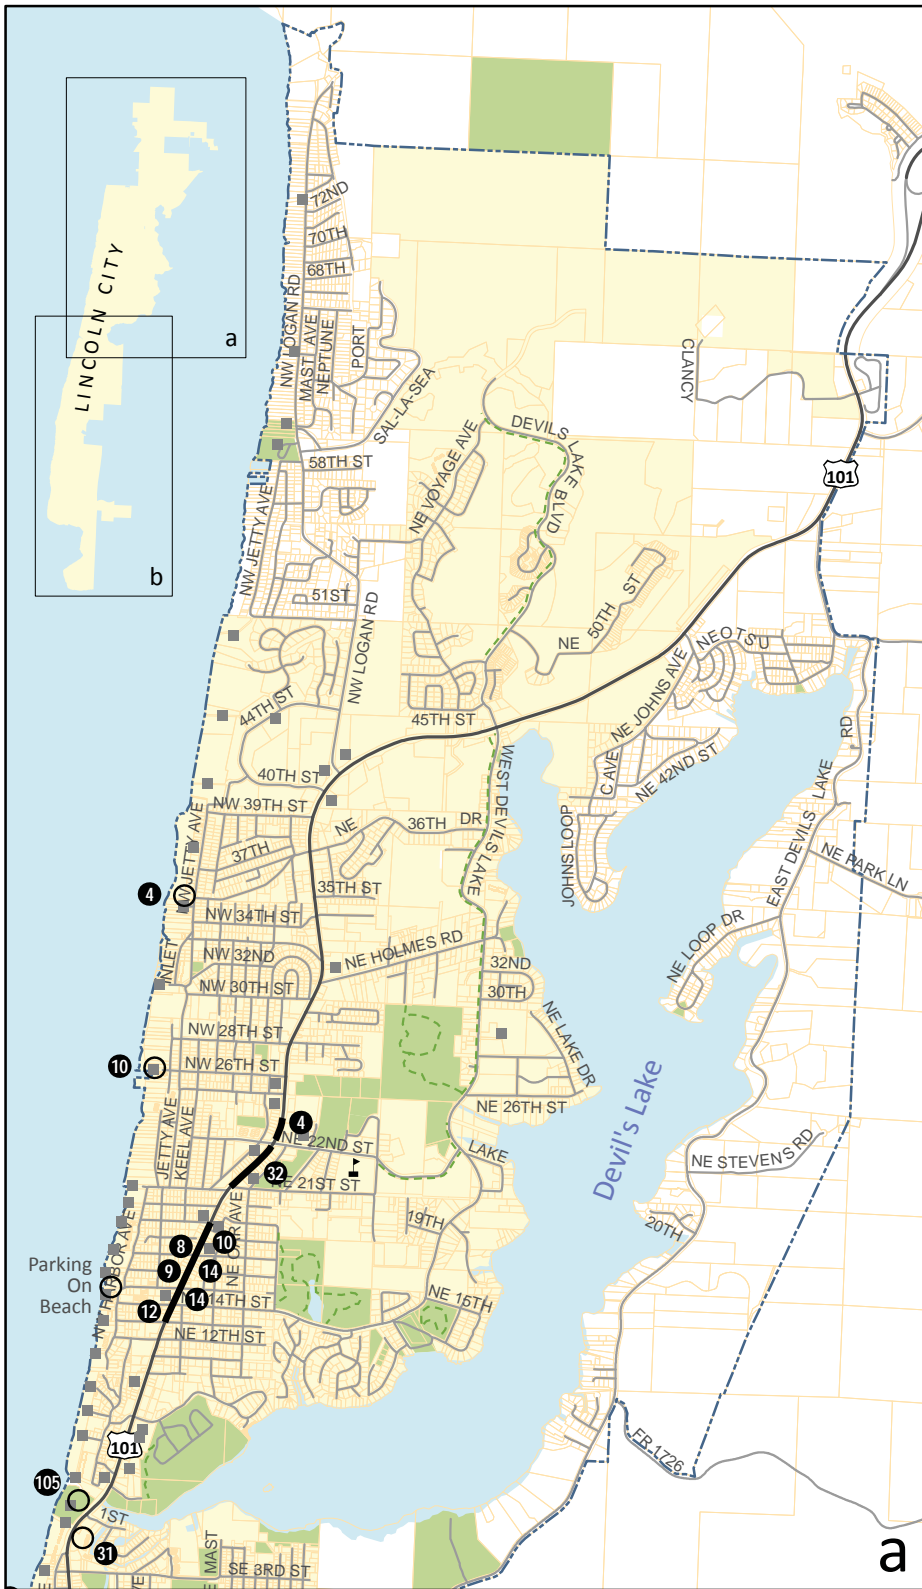 LINCOLN CITY
a
b
72ND
70TH
68TH
NW LOGAN RD
MAST AVE
NEPTUNE
PORT
SAL-LA-SEA
58TH ST
NW JETTY AVE
51ST
NW LOGAN RD
NE VOYAGE AVE
DEVILS LAKE BLVD
CLANCY
101
NE 50TH ST
NEOTSU
NE JOHNS AVE
44TH ST
45TH ST
40TH ST
NW 39TH ST
NE 36TH DR
WEST DEVILS LAKE
C AVE
NE 42ND ST
JOHNS LOOP
EAST DEVILS LAKE RD
NE PARK LN
NW JETTY AVE
37TH
35TH ST
4
NW 34TH ST
NW 32ND
INLET
NE HOLMES RD
NW 30TH ST
32ND
30TH
NE LOOP DR
NW 28TH ST
NE LAKE DR
10
NW 26TH ST
NE 26TH ST
Devil's Lake
4
NE 22ND ST
JETTY AVE
KEEL AVE
LAKE
NE STEVENS RD
32
NE 21ST ST
19TH
20TH
8
10
9
14
Parking
On
Beach
14
14TH ST
NE 15TH
12
NE 12TH ST
101
FR 1726
105
1ST
31
MAST
SE 3RD ST
a